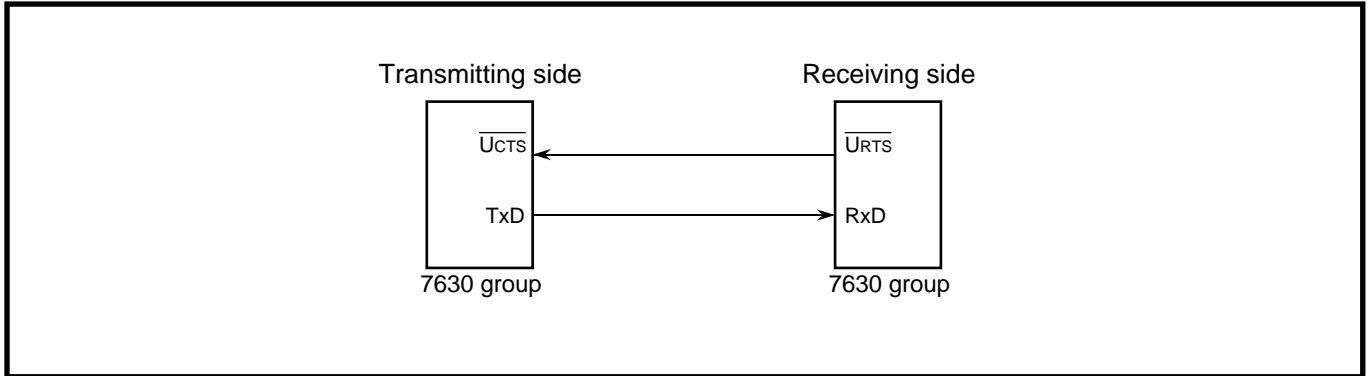 Transmitting side
Receiving side
UCTS
URTS
TxD
RxD
7630 group
7630 group